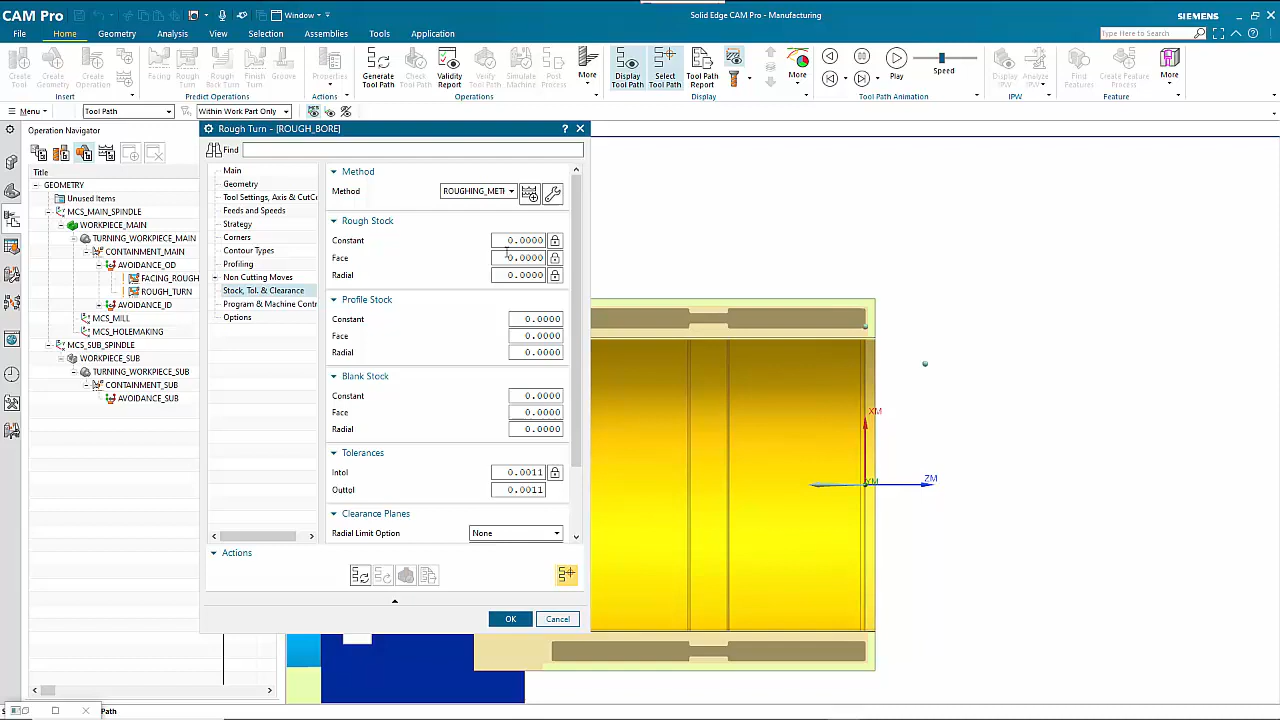 CAM Pro
Window
Solid Edge CAM Pro - Manufacturing
SIEMENS
File
Home
Geometry
Analysis
View
Selection
Assemblies
Tools
Application
Type Here to Search
Create Tool
Create Geometry
Create Operation
Insert
Facing
Rough Turn
Rough Back Turn
Finish Turn
Groove
Predict Operations
Properties
Actions
Generate Tool Path
Check Tool Path
Validity Report
Verify Tool Path
Simulate Machine
Post Process
More
Operations
Display Tool Path
Select Tool Path
Tool Path Report
More
Display
Play
Speed
Tool Path Animation
Display IPW
Analyze IPW
IPW
Find Features
Create Feature Process
More
Feature
Menu
Tool Path
Within Work Part Only
Operation Navigator
Title
GEOMETRY
Unused Items
MCS_MAIN_SPINDLE
WORKPIECE_MAIN
TURNING_WORKPIECE_MAIN
CONTAINMENT_MAIN
AVOIDANCE_OD
FACING_ROUGH
ROUGH_TURN
AVOIDANCE_ID
MCS_MILL
MCS_HOLEMAKING
MCS_SUB_SPINDLE
WORKPIECE_SUB
TURNING_WORKPIECE_SUB
CONTAINMENT_SUB
AVOIDANCE_SUB
Rough Turn - [ROUGH_BORE]
?
Find
Main
Geometry
Tool Settings, Axis & CutCo
Feeds and Speeds
Strategy
Corners
Contour Types
Profiling
Non Cutting Moves
Stock, Tol. & Clearance
Program & Machine Contr
Options
Method
Method
ROUGHING_METH
Rough Stock
Constant 0.0000
Face 0.0000
Radial 0.0000
Profile Stock
Constant 0.0000
Face 0.0000
Radial 0.0000
Blank Stock
Constant 0.0000
Face 0.0000
Radial 0.0000
Tolerances
Intol 0.0011
Outtol 0.0011
Clearance Planes
Radial Limit Option None
Actions
OK
Cancel
XM
YM
ZM
Path